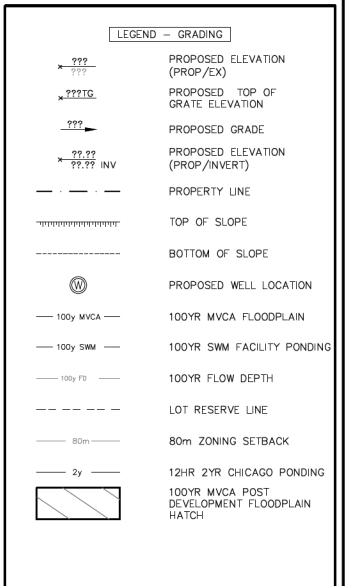 LEGEND – GRADING
???
???
PROPOSED ELEVATION
(PROP/EX)
???TG
PROPOSED TOP OF
GRATE ELEVATION
???
PROPOSED GRADE
??.??
??.?? INV
PROPOSED ELEVATION
(PROP/INVERT)
PROPERTY LINE
TOP OF SLOPE
BOTTOM OF SLOPE
W
PROPOSED WELL LOCATION
100y MVCA
100YR MVCA FLOODPLAIN
100y SWM
100YR SWM FACILITY PONDING
100y FD
100YR FLOW DEPTH
LOT RESERVE LINE
80m
80m ZONING SETBACK
2y
12HR 2YR CHICAGO PONDING
100YR MVCA POST
DEVELOPMENT FLOODPLAIN
HATCH